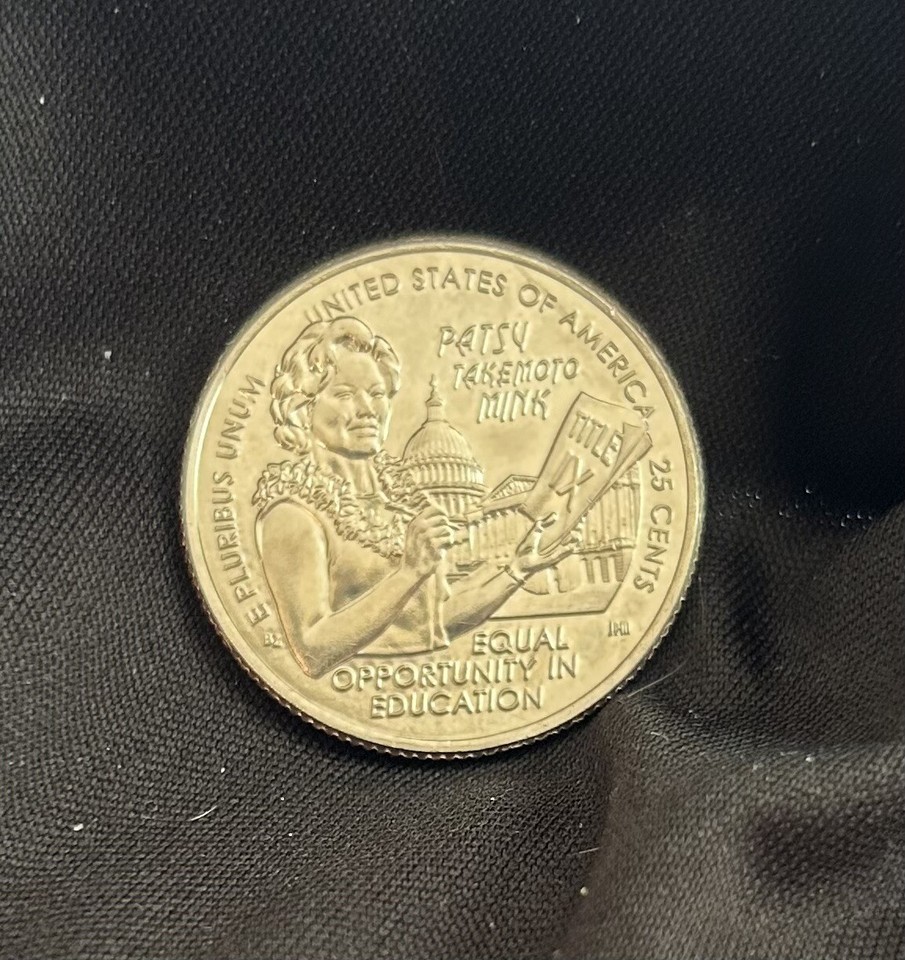 UNITED STATES OF AMERICA
E PLURIBUS UNUM
PATSY
TAKEMOTO
MINK
TITLE
IX
25 CENTS
EQUAL
OPPORTUNITY IN
EDUCATION